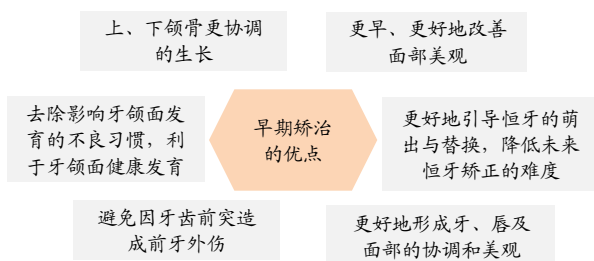 上、下颌骨更协调
的生长
更早、更好地改善
面部美观
去除影响牙颌面发
育的不良习惯，利
于牙颌面健康发育
早期矫治
的优点
更好地引导恒牙的萌
出与替换，降低未来
恒牙矫正的难度
避免因牙齿前突造
成前牙外伤
更好地形成牙、唇及
面部的协调和美观